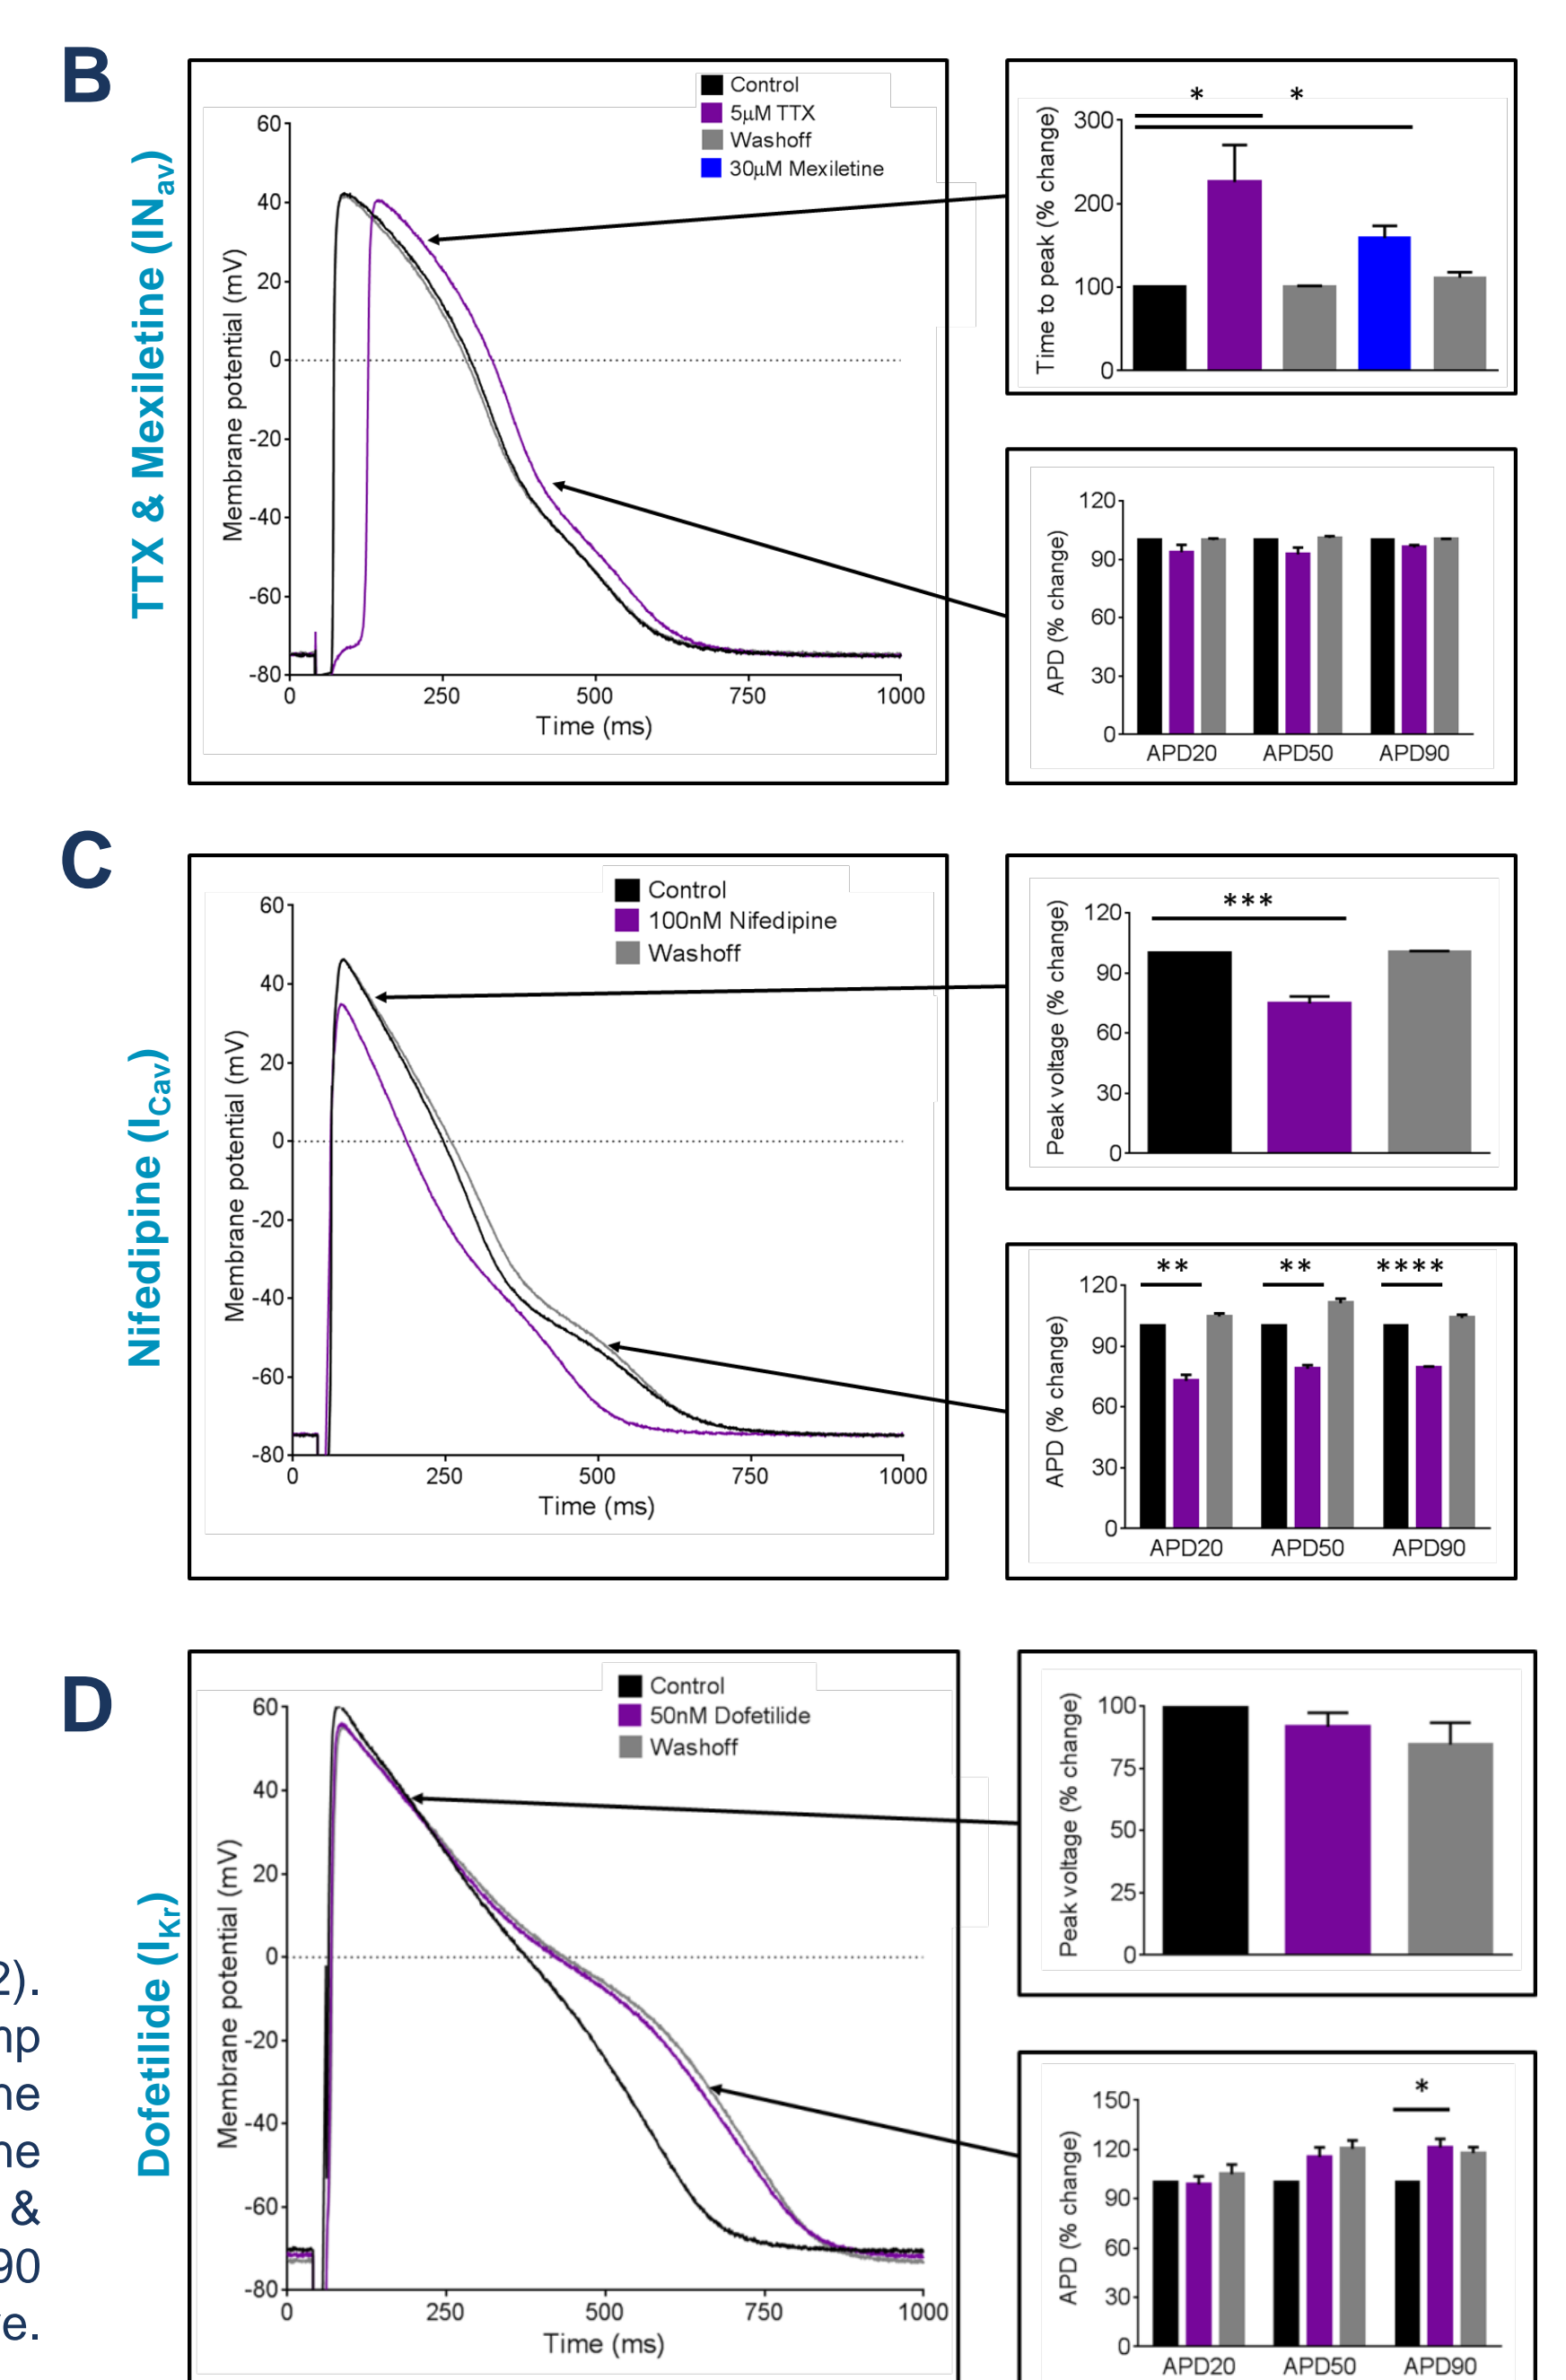 B
TTX & Mexiletine (INav)
Control
5µM TTX
Washoff
30µM Mexiletine
Membrane potential (mV)
60
40
20
0
-20
-40
-60
-80
0 250 500 750 1000
Time (ms)
* *
Time to peak (% change)
300
200
100
0
APD (% change)
120
90
60
30
0
APD20 APD50 APD90
C
Nifedipine (ICav)
Control
100nM Nifedipine
Washoff
Membrane potential (mV)
60
40
20
0
-20
-40
-60
-80
0 250 500 750 1000
Time (ms)
***
Peak voltage (% change)
120
90
60
30
0
** ** ****
APD (% change)
120
90
60
30
0
APD20 APD50 APD90
D
Dofetilide (IKr)
Control
50nM Dofetilide
Washoff
Membrane potential (mV)
60
40
20
0
-20
-40
-60
-80
0 250 500 750 1000
Time (ms)
Peak voltage (% change)
100
75
50
25
0
*
APD (% change)
150
120
90
60
30
0
APD20 APD50 APD90
2).
np
ne
ne
&
90
e.